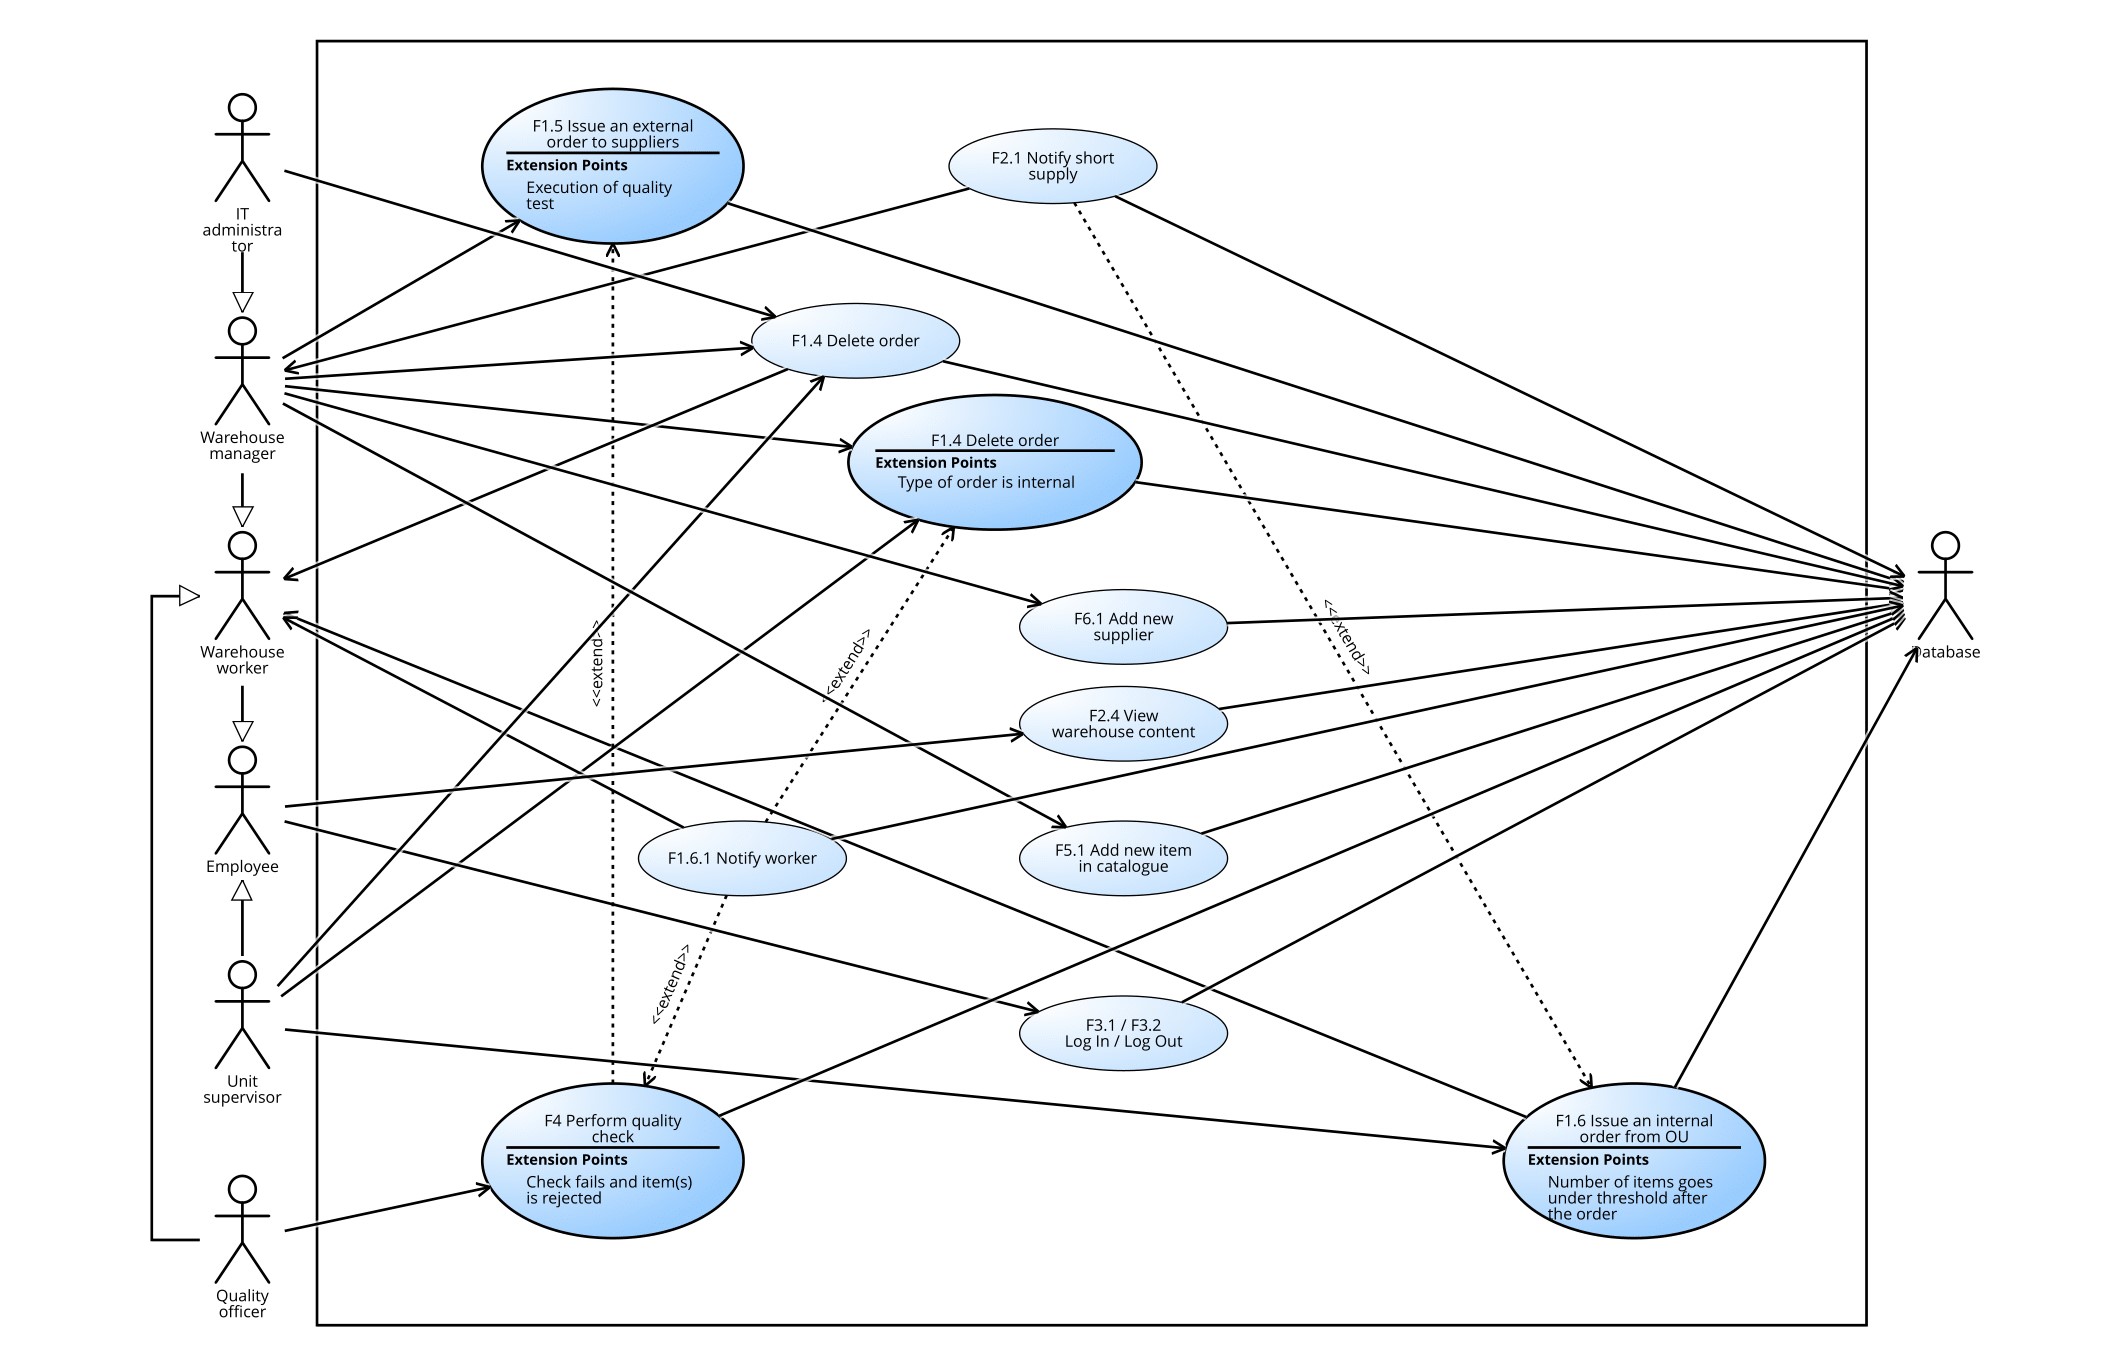 F1.5 Issue an external
order to suppliers
Extension Points
Execution of quality
test
F2.1 Notify short
supply
IT
administra
tor
F1.4 Delete order
Warehouse
manager
F1.4 Delete order
Extension Points
Type of order is internal
F6.1 Add new
supplier
Warehouse
worker
Database
<<extend>>
<<extend>>
<<extend>>
F2.4 View
warehouse content
Employee
F1.6.1 Notify worker
F5.1 Add new item
in catalogue
<<extend>>
F3.1 / F3.2
Log In / Log Out
Unit
supervisor
F4 Perform quality
check
Extension Points
Check fails and item(s)
is rejected
F1.6 Issue an internal
order from OU
Extension Points
Number of items goes
under threshold after
the order
Quality
officer